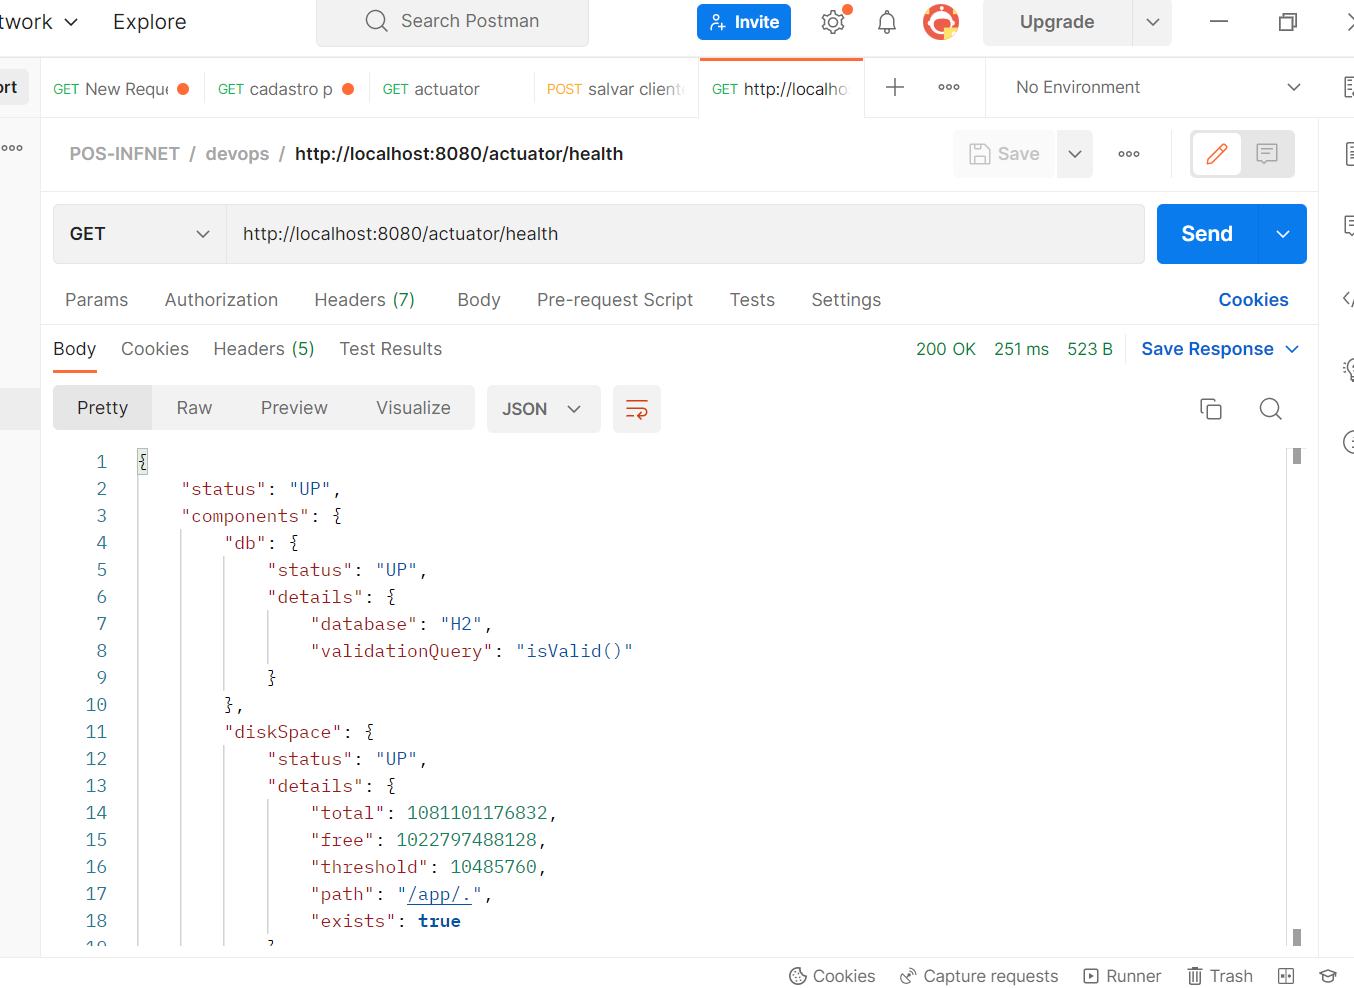 twork Explore Search Postman Invite Upgrade
ort GET New Reque GET cadastro p GET actuator POST salvar cliente GET http://localho No Environment
POS-INFNET / devops / http://localhost:8080/actuator/health Save
GET http://localhost:8080/actuator/health Send
Params Authorization Headers (7) Body Pre-request Script Tests Settings Cookies
Body Cookies Headers (5) Test Results 200 OK 251 ms 523 B Save Response
Pretty Raw Preview Visualize JSON
1 {
2 "status": "UP",
3 "components": {
4 "db": {
5 "status": "UP",
6 "details": {
7 "database": "H2",
8 "validationQuery": "isValid()"
9 }
10 },
11 "diskSpace": {
12 "status": "UP",
13 "details": {
14 "total": 1081101176832,
15 "free": 1022797488128,
16 "threshold": 10485760,
17 "path": "/app/.",
18 "exists": true
19 }
Cookies Capture requests Runner Trash